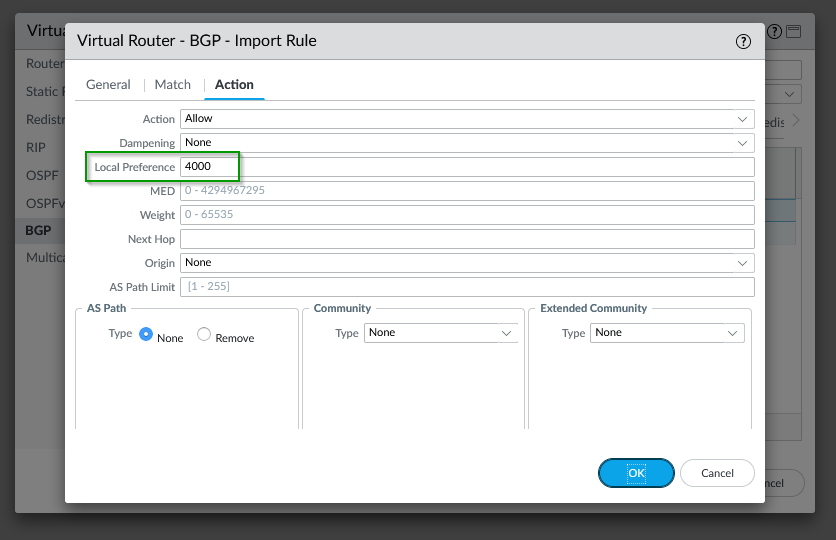 Virtu
Virtual Router - BGP - Import Rule
?
?
Router
General
Match
Action
Static R
Action
Allow
Redistr
Dampening
None
edis
RIP
Local Preference
4000
OSPF
MED
0 - 4294967295
OSPFv
Weight
0 - 65535
BGP
Next Hop
Multica
Origin
None
AS Path Limit
[1 - 255]
AS Path
Community
Extended Community
Type
None
Remove
Type
None
Type
None
OK
Cancel
ncel